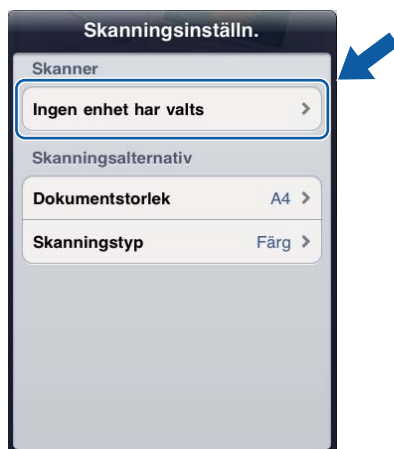 Skanningsinställn.
Skanner
Ingen enhet har valts
Skanningsalternativ
Dokumentstorlek A4
Skanningstyp Färg